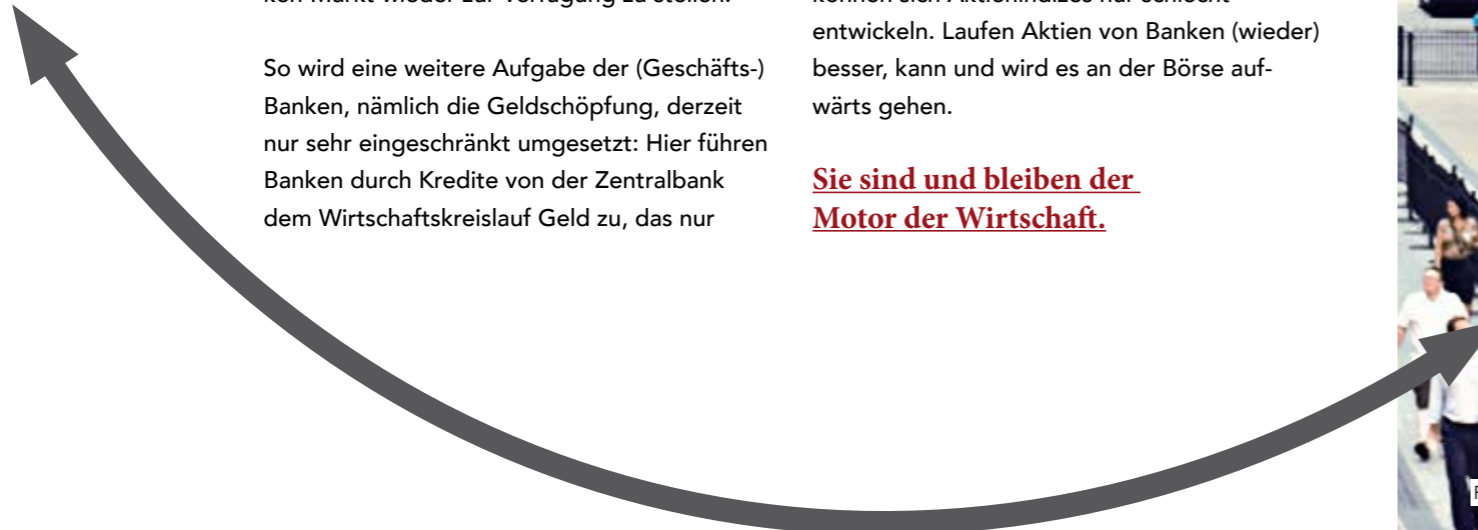 So wird eine weitere Aufgabe der (Geschäfts-)
Banken, nämlich die Geldschöpfung, derzeit
nur sehr eingeschränkt umgesetzt: Hier führen
Banken durch Kredite von der Zentralbank
dem Wirtschaftskreislauf Geld zu, das nur
entwickeln. Laufen Aktien von Banken (wieder)
besser, kann und wird es an der Börse auf-
wärts gehen.
Sie sind und bleiben der
Motor der Wirtschaft.